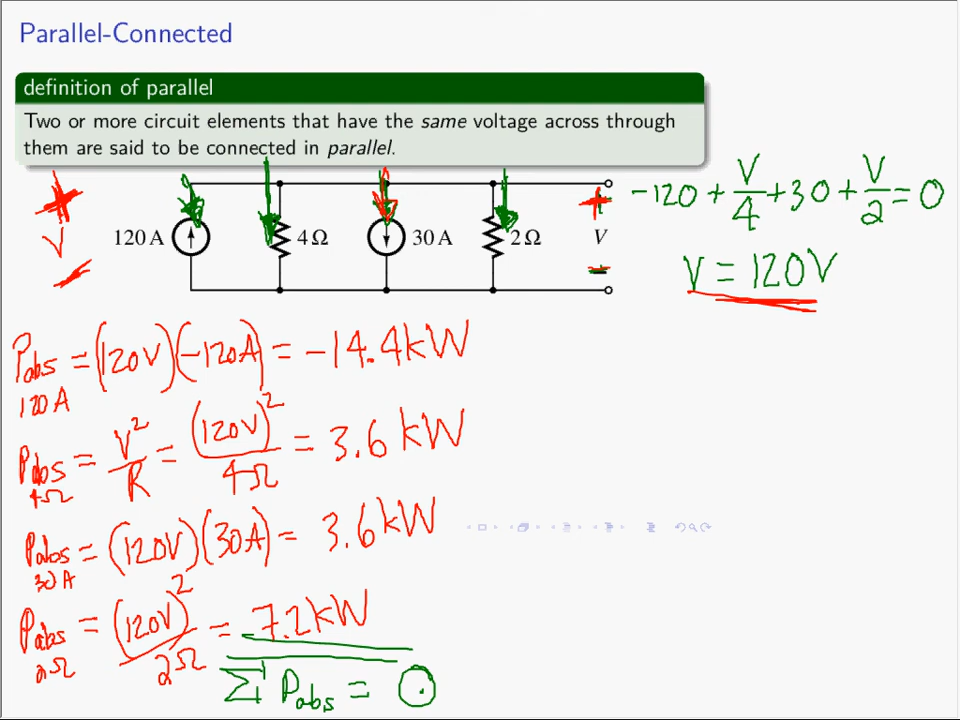 Parallel-Connected
definition of parallel
Two or more circuit elements that have the same voltage across through
them are said to be connected in parallel.
-120 + V/4 + 30 + V/2 = 0
+ V -
120 A 4 Ω 30 A 2 Ω + V -
V = 120V
Pabs 120A = (120V)(-120A) = -14.4kW
Pabs 4Ω = V²/R = (120V)²/4Ω = 3.6 kW
Pabs 30A = (120V)(30A) = 3.6kW
Pabs 2Ω = (120V)²/2Ω = 7.2kW
Σ Pabs = 0